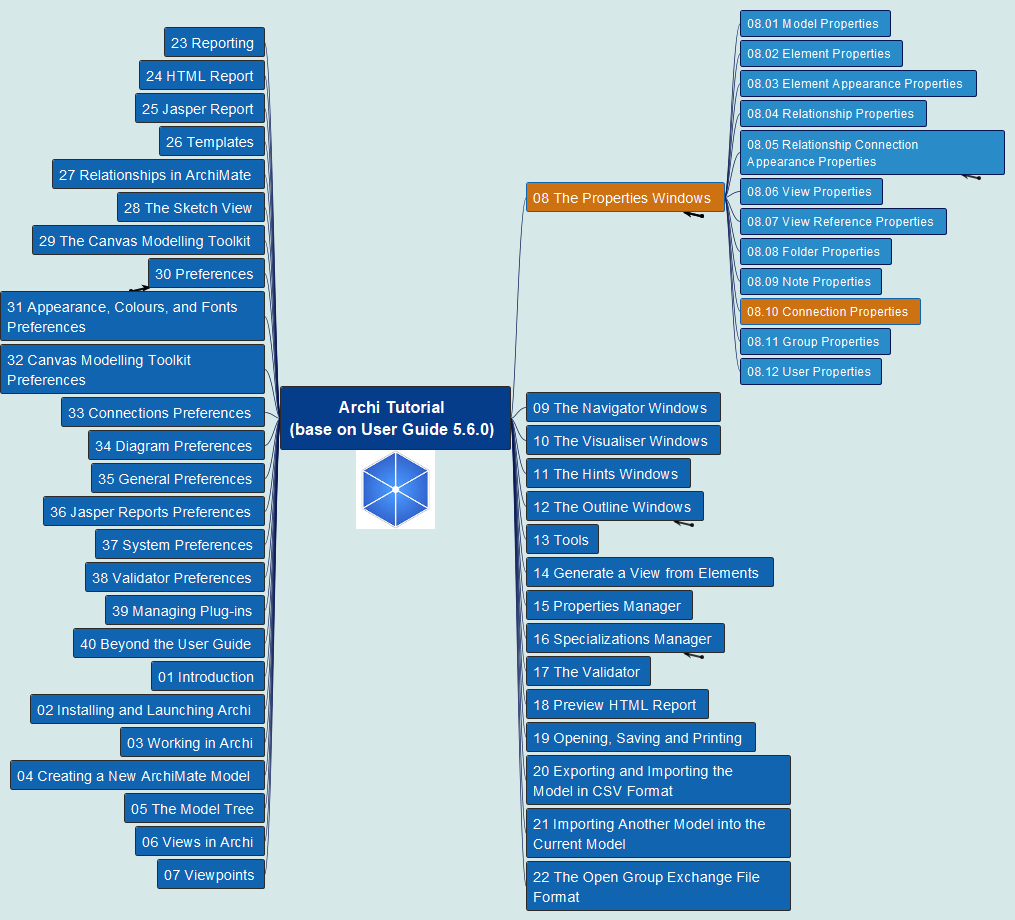 23 Reporting
24 HTML Report
25 Jasper Report
26 Templates
27 Relationships in ArchiMate
28 The Sketch View
29 The Canvas Modelling Toolkit
30 Preferences
31 Appearance, Colours, and Fonts
Preferences
32 Canvas Modelling Toolkit
Preferences
33 Connections Preferences
34 Diagram Preferences
35 General Preferences
36 Jasper Reports Preferences
37 System Preferences
38 Validator Preferences
39 Managing Plug-ins
40 Beyond the User Guide
01 Introduction
02 Installing and Launching Archi
03 Working in Archi
04 Creating a New ArchiMate Model
05 The Model Tree
06 Views in Archi
07 Viewpoints
Archi Tutorial
(base on User Guide 5.6.0)
08 The Properties Windows
08.01 Model Properties
08.02 Element Properties
08.03 Element Appearance Properties
08.04 Relationship Properties
08.05 Relationship Connection
Appearance Properties
08.06 View Properties
08.07 View Reference Properties
08.08 Folder Properties
08.09 Note Properties
08.10 Connection Properties
08.11 Group Properties
08.12 User Properties
09 The Navigator Windows
10 The Visualiser Windows
11 The Hints Windows
12 The Outline Windows
13 Tools
14 Generate a View from Elements
15 Properties Manager
16 Specializations Manager
17 The Validator
18 Preview HTML Report
19 Opening, Saving and Printing
20 Exporting and Importing the
Model in CSV Format
21 Importing Another Model into the
Current Model
22 The Open Group Exchange File
Format